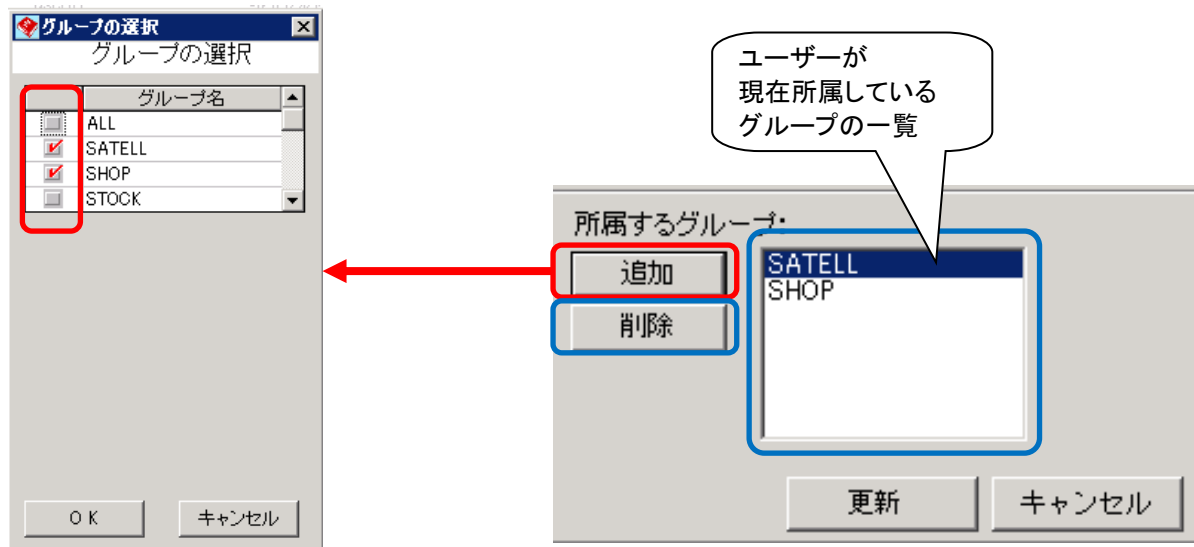 グループの選択
グループの選択
グループ名
ALL
SATELL
SHOP
STOCK
OK
キャンセル
ユーザーが
現在所属している
グループの一覧
所属するグループ:
追加
削除
SATELL
SHOP
更新
キャンセル